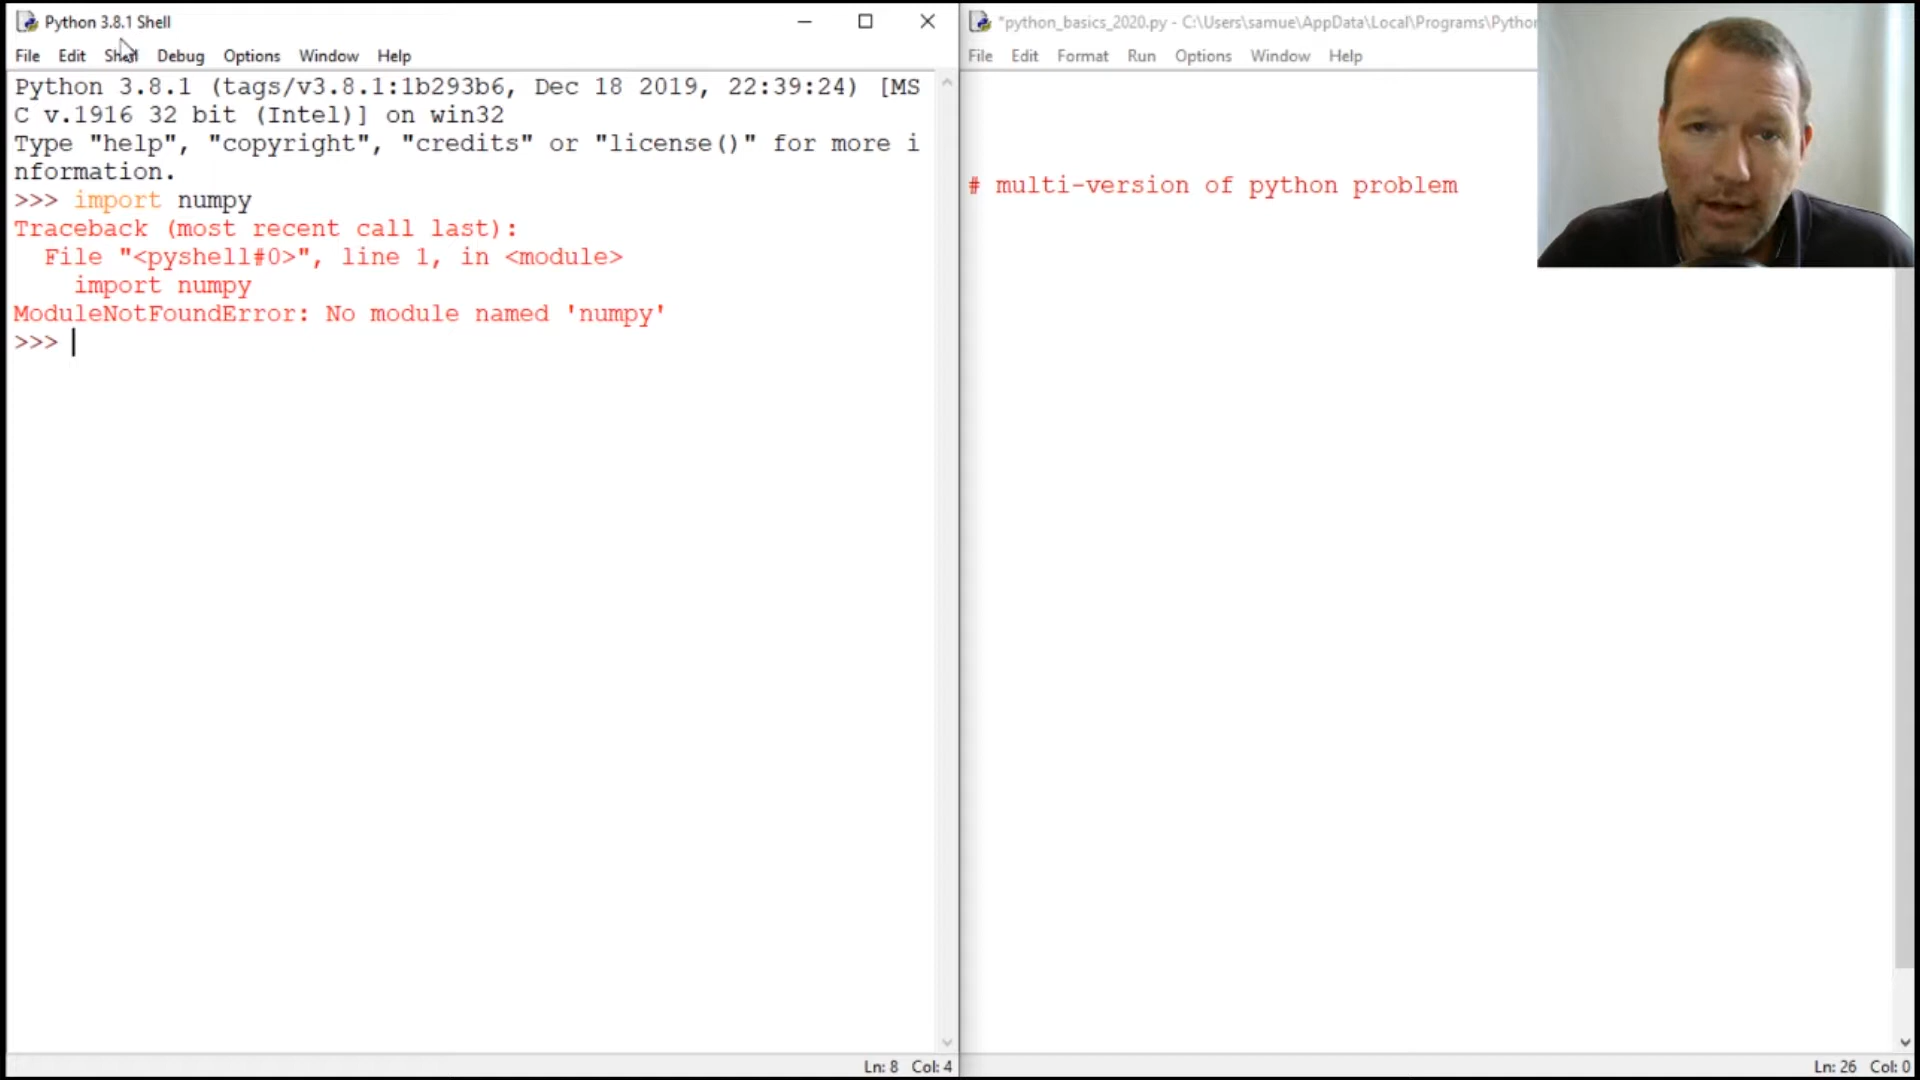 Python 3.8.1 Shell
File Edit Shell Debug Options Window Help
Python 3.8.1 (tags/v3.8.1:1b293b6, Dec 18 2019, 22:39:24) [MS
C v.1916 32 bit (Intel)] on win32
Type "help", "copyright", "credits" or "license()" for more i
nformation.
>>> import numpy
Traceback (most recent call last):
  File "<pyshell#0>", line 1, in <module>
    import numpy
ModuleNotFoundError: No module named 'numpy'
>>>
Ln: 8 Col: 4
*python_basics_2020.py - C:\Users\samue\AppData\Local\Programs\Python
File Edit Format Run Options Window Help
# multi-version of python problem
Ln: 26 Col: 0